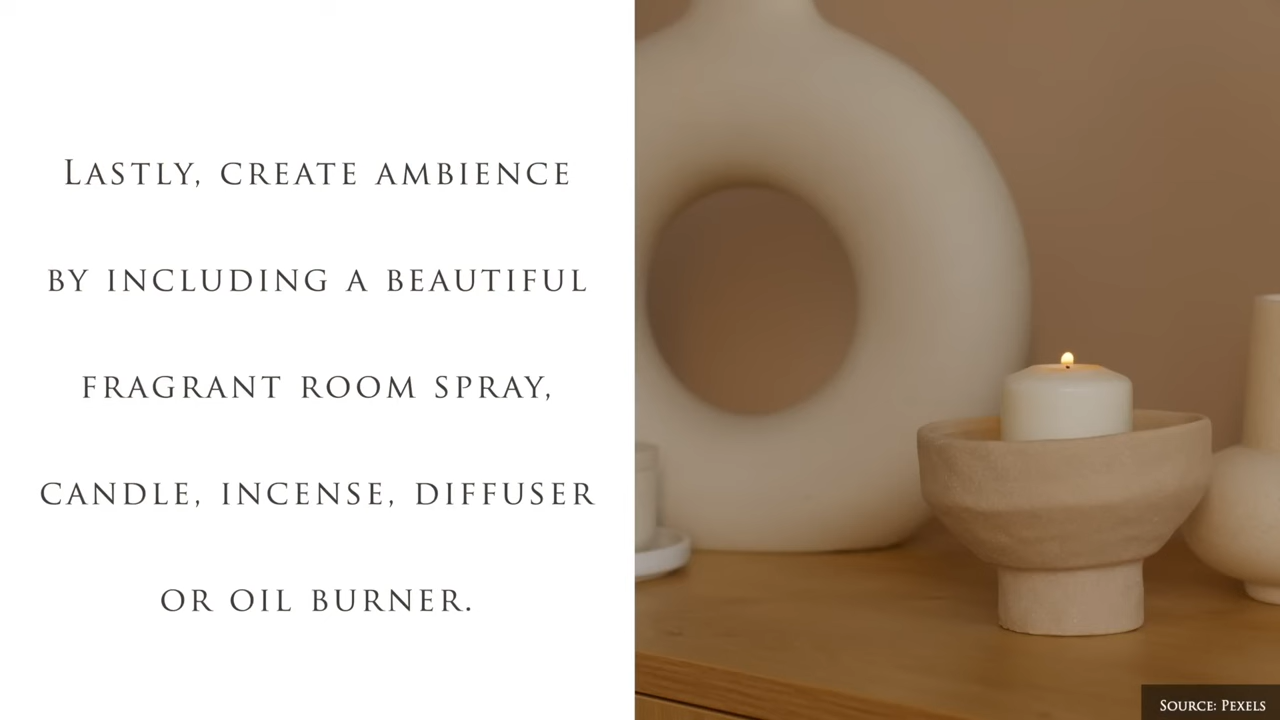 Lastly, create ambience
by including a beautiful
fragrant room spray,
candle, incense, diffuser
or oil burner.
Source: Pexels